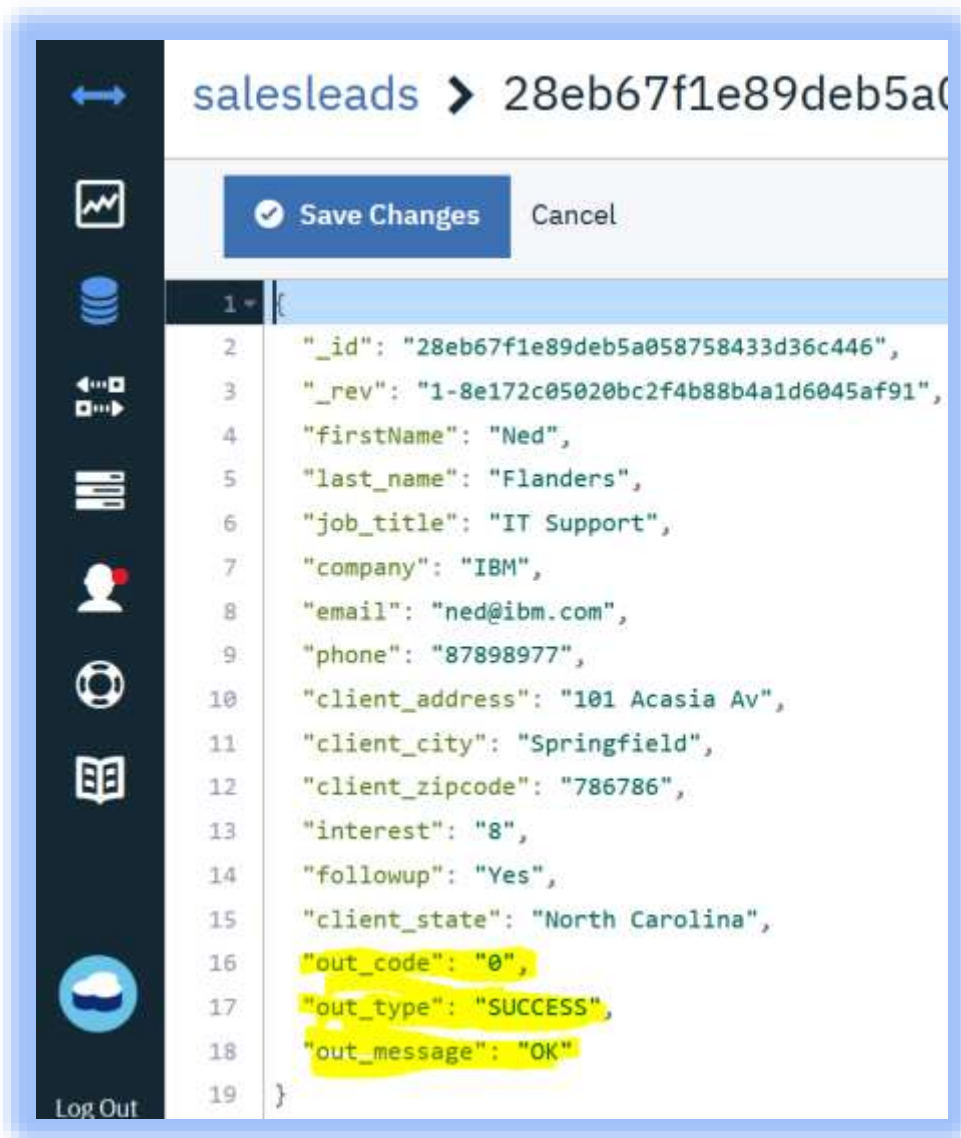 salesleads > 28eb67f1e89deb5a0
Save Changes Cancel
1 {
2 "_id": "28eb67f1e89deb5a058758433d36c446",
3 "_rev": "1-8e172c05020bc2f4b88b4a1d6045af91",
4 "firstName": "Ned",
5 "last_name": "Flanders",
6 "job_title": "IT Support",
7 "company": "IBM",
8 "email": "ned@ibm.com",
9 "phone": "87898977",
10 "client_address": "101 Acasia Av",
11 "client_city": "Springfield",
12 "client_zipcode": "786786",
13 "interest": "8",
14 "followup": "Yes",
15 "client_state": "North Carolina",
16 "out_code": "0",
17 "out_type": "SUCCESS",
18 "out_message": "OK"
19 }
Log Out